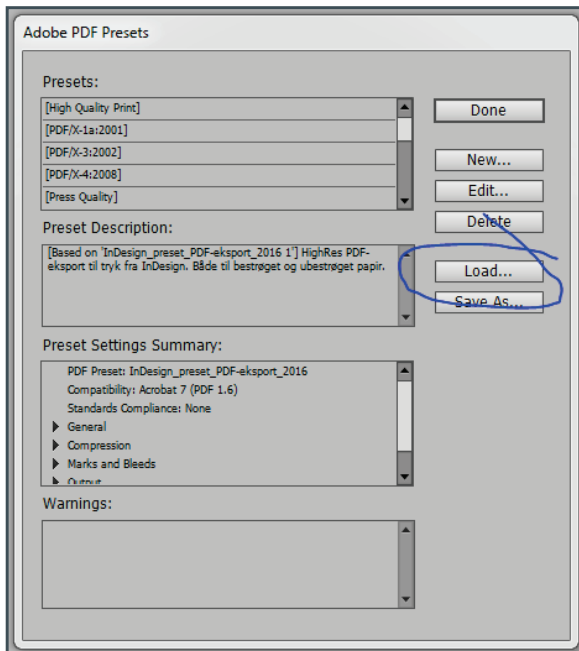 Adobe PDF Presets
Presets:
[High Quality Print]
[PDF/X-1a:2001]
[PDF/X-3:2002]
[PDF/X-4:2008]
[Press Quality]
Done
New...
Edit...
Delete
Load...
Save As...
Preset Description:
[Based on 'InDesign_preset_PDF-eksport_2016 1'] HighRes PDF-
eksport til tryk fra InDesign. Både til bestrøget og ubestrøget papir.
Preset Settings Summary:
PDF Preset: InDesign_preset_PDF-eksport_2016
Compatibility: Acrobat 7 (PDF 1.6)
Standards Compliance: None
General
Compression
Marks and Bleeds
Output
Warnings: